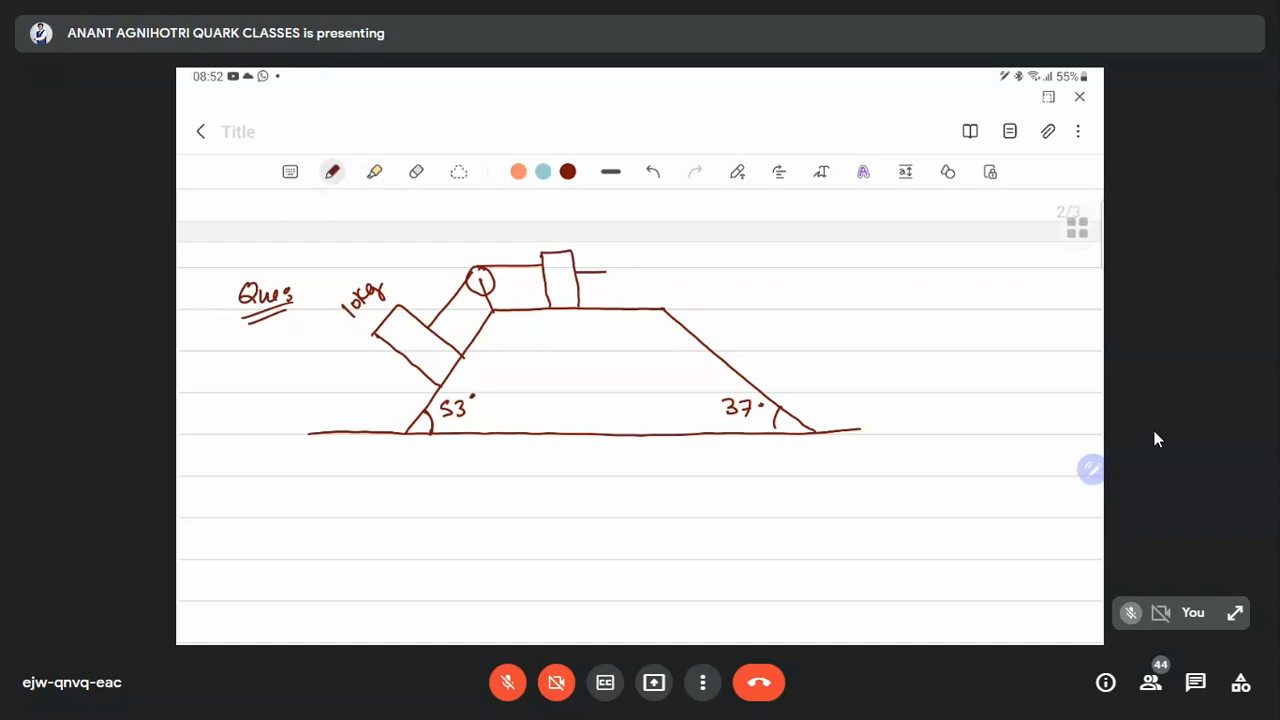 ANANT AGNIHOTRI QUARK CLASSES is presenting
08:52
55%
Title
2/3
Ques
10kg
53°
37°
You
44
ejw-qnvq-eac